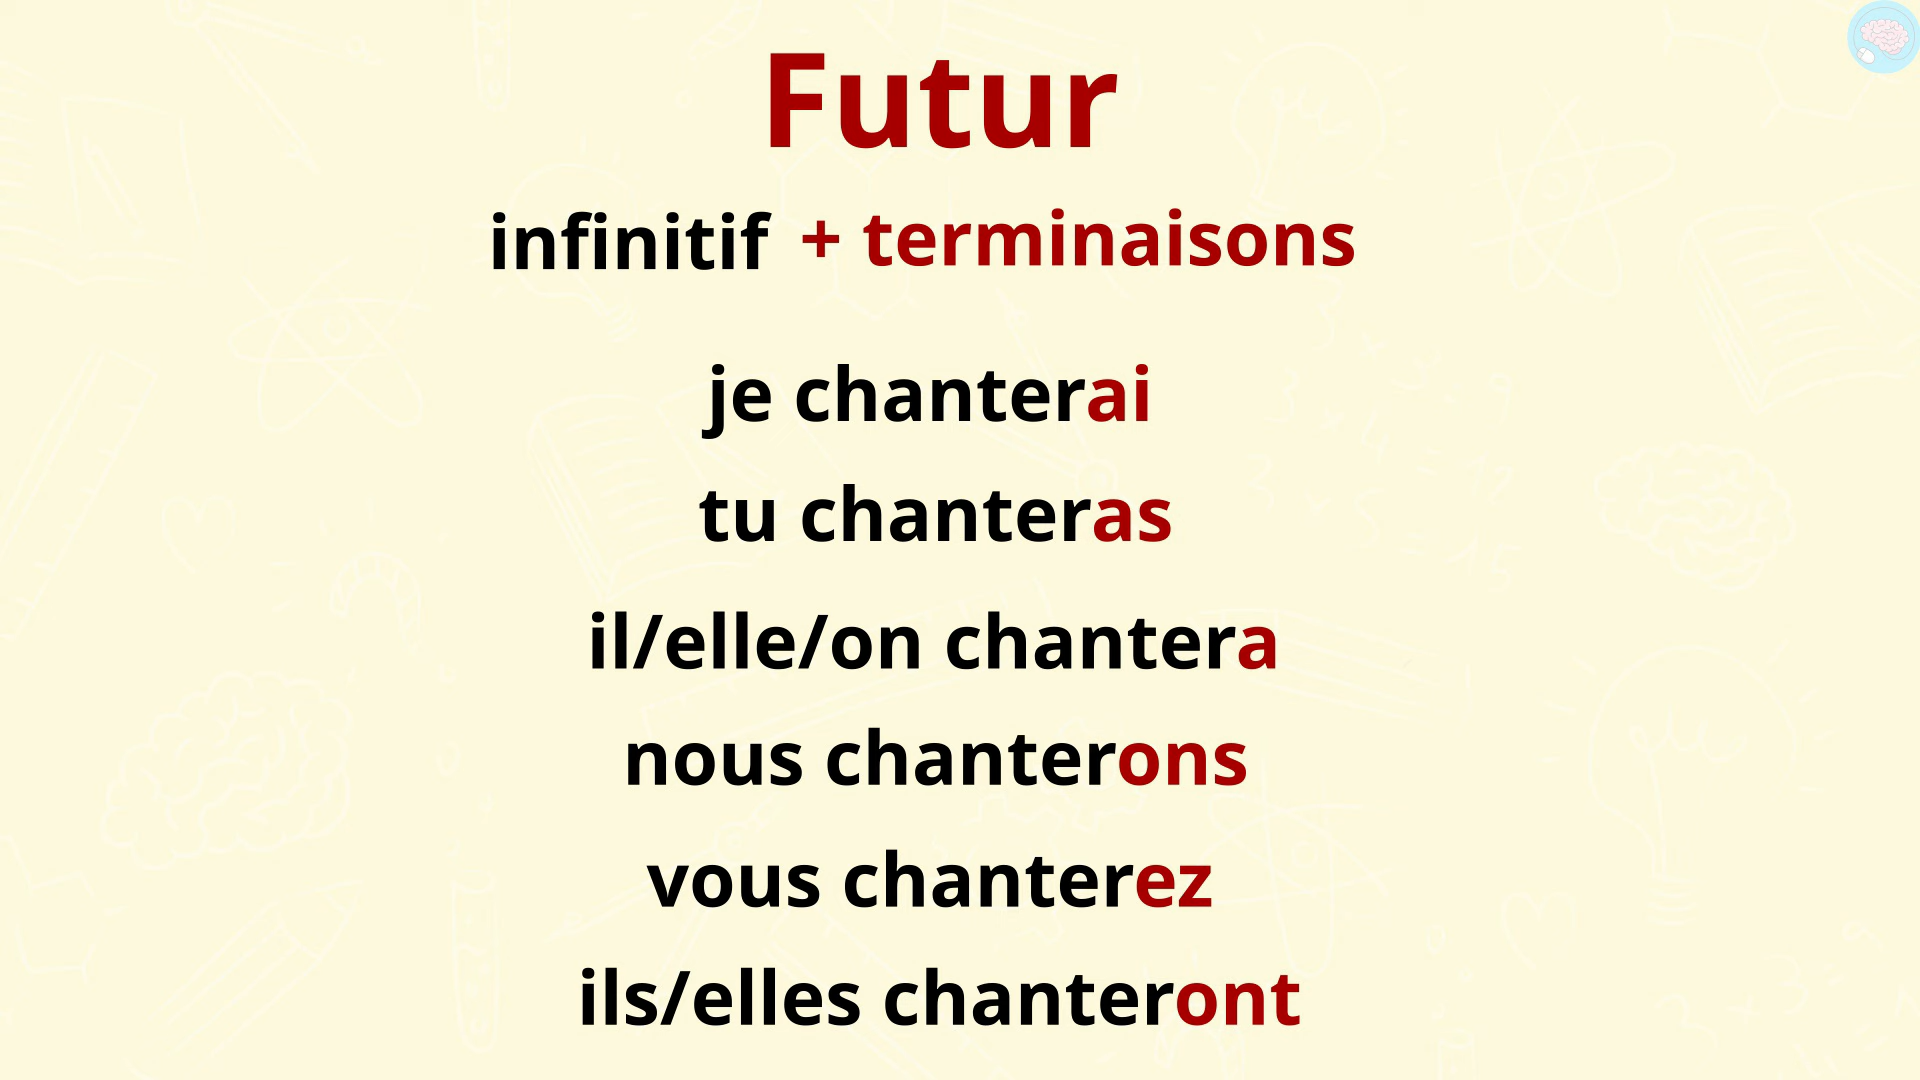 Futur
infinitif + terminaisons
je chanterai
tu chanteras
il/elle/on chantera
nous chanterons
vous chanterez
ils/elles chanteront